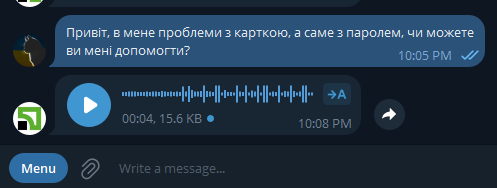 Привіт, в мене проблеми з карткою, а саме з паролем, чи можете
ви мені допомогти?
10:05 PM
→A
00:04, 15.6 KB
10:08 PM
Menu
Write a message...